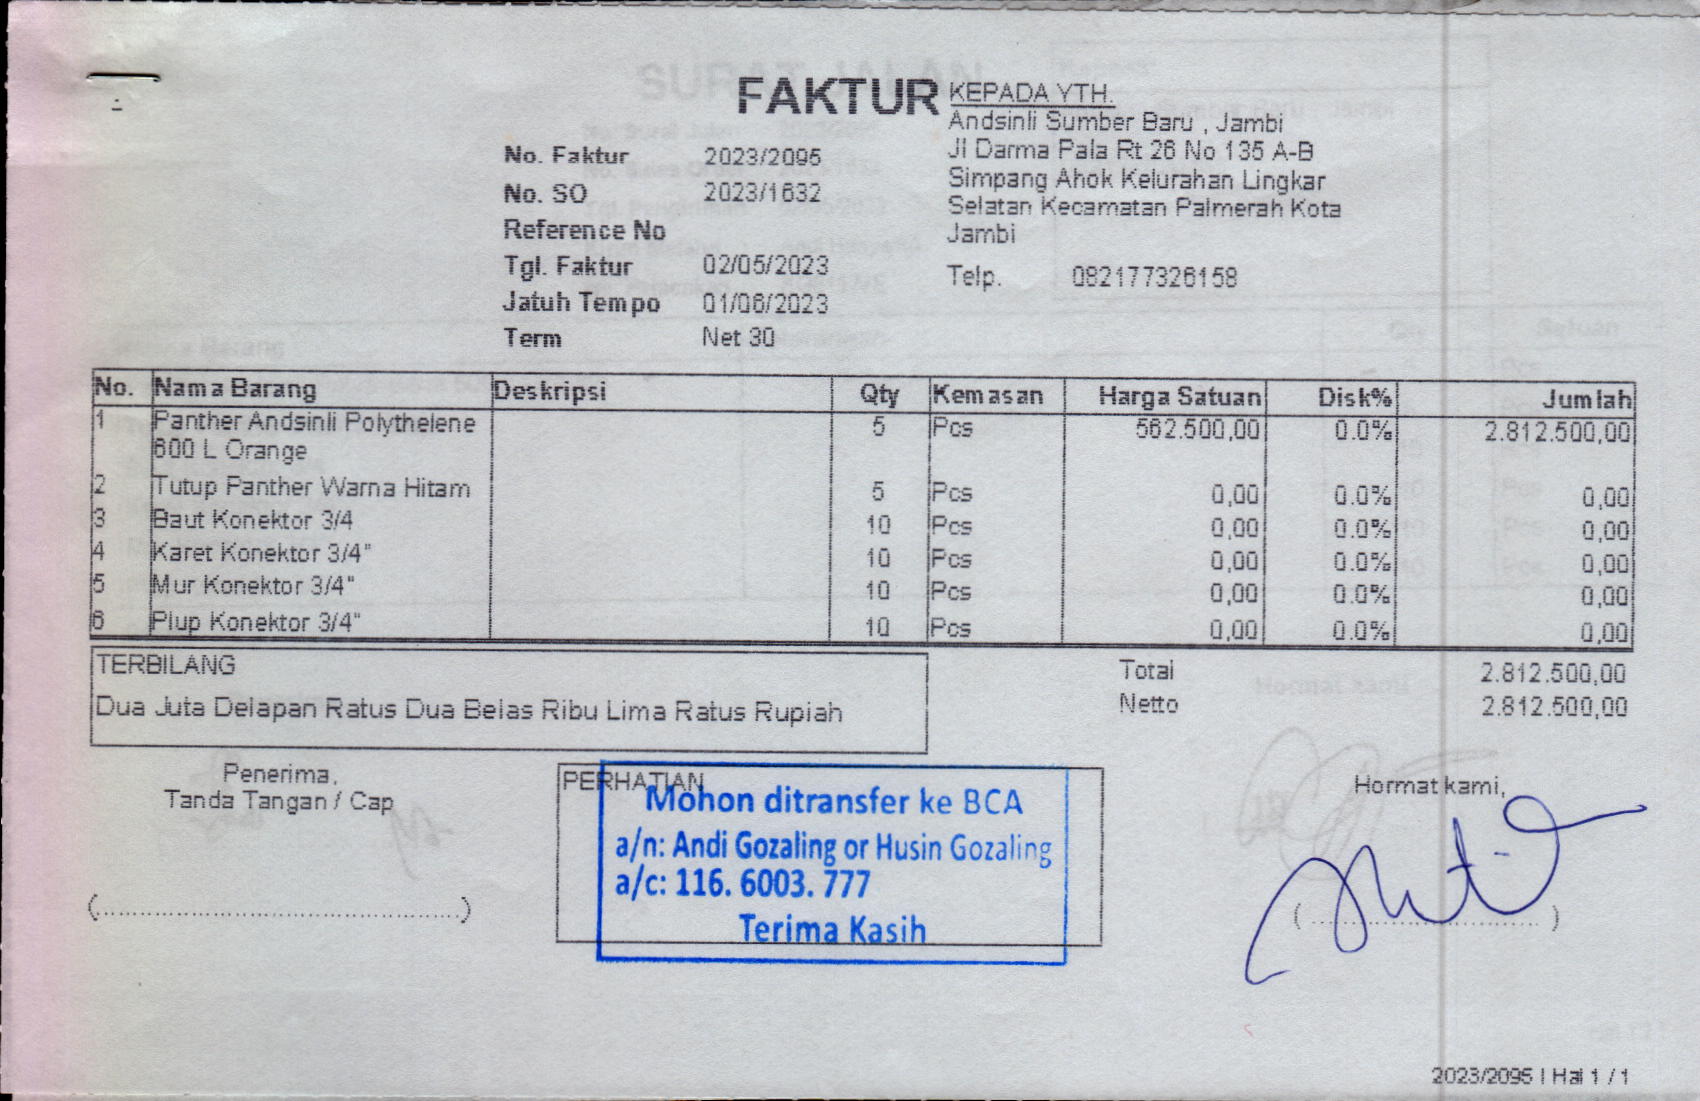 FAKTUR
No. Faktur 2023/2095
No. SO 2023/1632
Reference No
Tgl. Faktur 02/05/2023
Jatuh Tempo 01/06/2023
Term Net 30
KEPADA YTH.
Andsinli Sumber Baru , Jambi
Jl Darma Pala Rt 26 No 135 A-B
Simpang Ahok Kelurahan Lingkar
Selatan Kecamatan Palmerah Kota
Jambi
Telp. 082177326158
No. Nama Barang Deskripsi Qty Kemasan Harga Satuan Disk% Jumlah
1 Panther Andsinli Polythelene 5 Pcs 562.500,00 0.0% 2.812.500,00
600 L Orange
2 Tutup Panther Warna Hitam 5 Pcs 0,00 0.0% 0,00
3 Baut Konektor 3/4 10 Pcs 0,00 0.0% 0,00
4 Karet Konektor 3/4" 10 Pcs 0,00 0.0% 0,00
5 Mur Konektor 3/4" 10 Pcs 0,00 0.0% 0,00
6 Plup Konektor 3/4" 10 Pcs 0,00 0.0% 0,00
TERBILANG
Dua Juta Delapan Ratus Dua Belas Ribu Lima Ratus Rupiah
Total 2.812.500,00
Netto 2.812.500,00
Penerima,
Tanda Tangan / Cap
(..............................................)
PERHATIAN
Mohon ditransfer ke BCA
a/n: Andi Gozaling or Husin Gozaling
a/c: 116. 6003. 777
Terima Kasih
Hormat kami,
(..............................)
2023/2095 | Hal 1 / 1